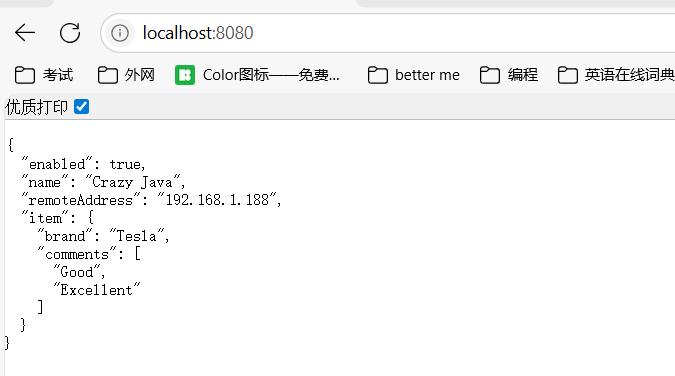 localhost:8080
考试 外网 Color图标——免费... better me 编程 英语在线词典
优质打印
{
  "enabled": true,
  "name": "Crazy Java",
  "remoteAddress": "192.168.1.188",
  "item": {
    "brand": "Tesla",
    "comments": [
      "Good",
      "Excellent"
    ]
  }
}